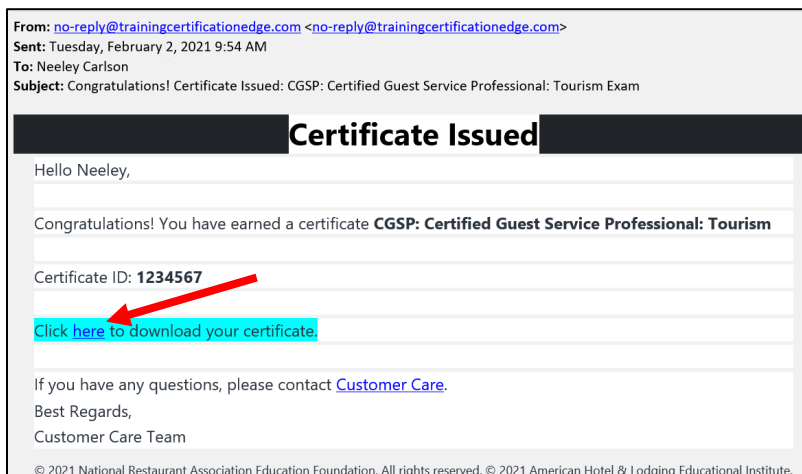 From: no-reply@trainingcertificationedge.com <no-reply@trainingcertificationedge.com>
Sent: Tuesday, February 2, 2021 9:54 AM
To: Neeley Carlson
Subject: Congratulations! Certificate Issued: CGSP: Certified Guest Service Professional: Tourism Exam
Certificate Issued
Hello Neeley,
Congratulations! You have earned a certificate CGSP: Certified Guest Service Professional: Tourism
Certificate ID: 1234567
Click here to download your certificate.
If you have any questions, please contact Customer Care.
Best Regards,
Customer Care Team
© 2021 National Restaurant Association Education Foundation. All rights reserved. © 2021 American Hotel & Lodging Educational Institute.